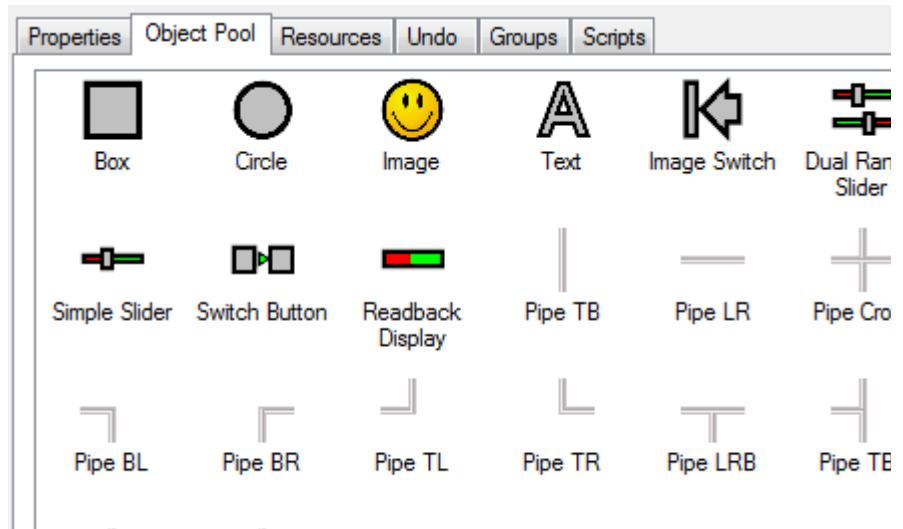 Properties Object Pool Resources Undo Groups Scripts
Box Circle Image Text Image Switch Dual Ran
Slider
Simple Slider Switch Button Readback Pipe TB Pipe LR Pipe Cro
Display
Pipe BL Pipe BR Pipe TL Pipe TR Pipe LRB Pipe TB